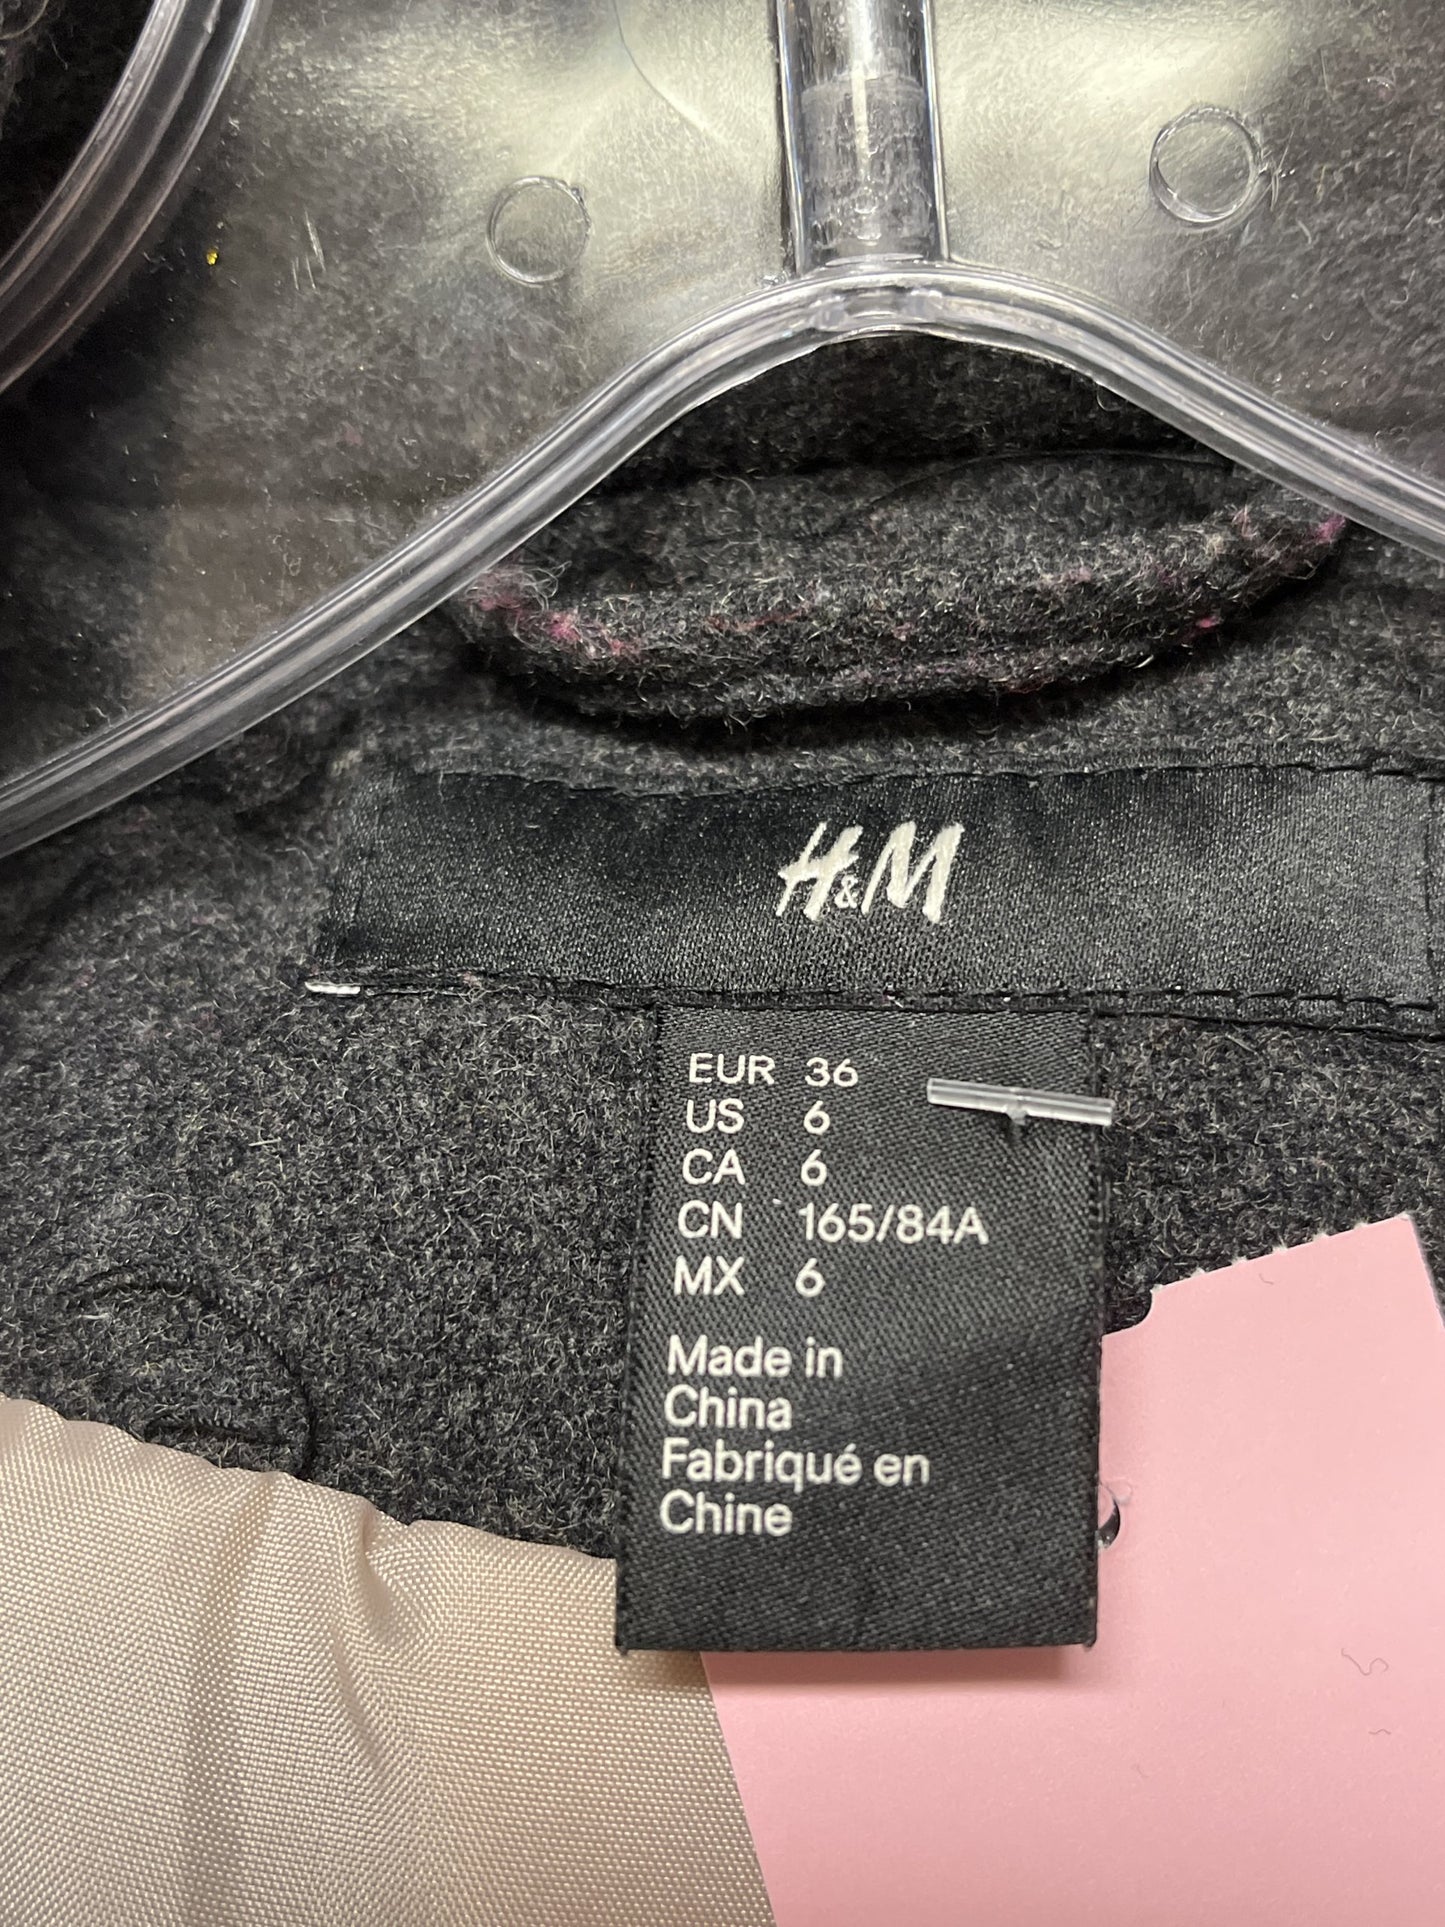 H&M
EUR 36
US 6
CA 6
CN 165/84A
MX 6
Made in
China
Fabriqué en
Chine